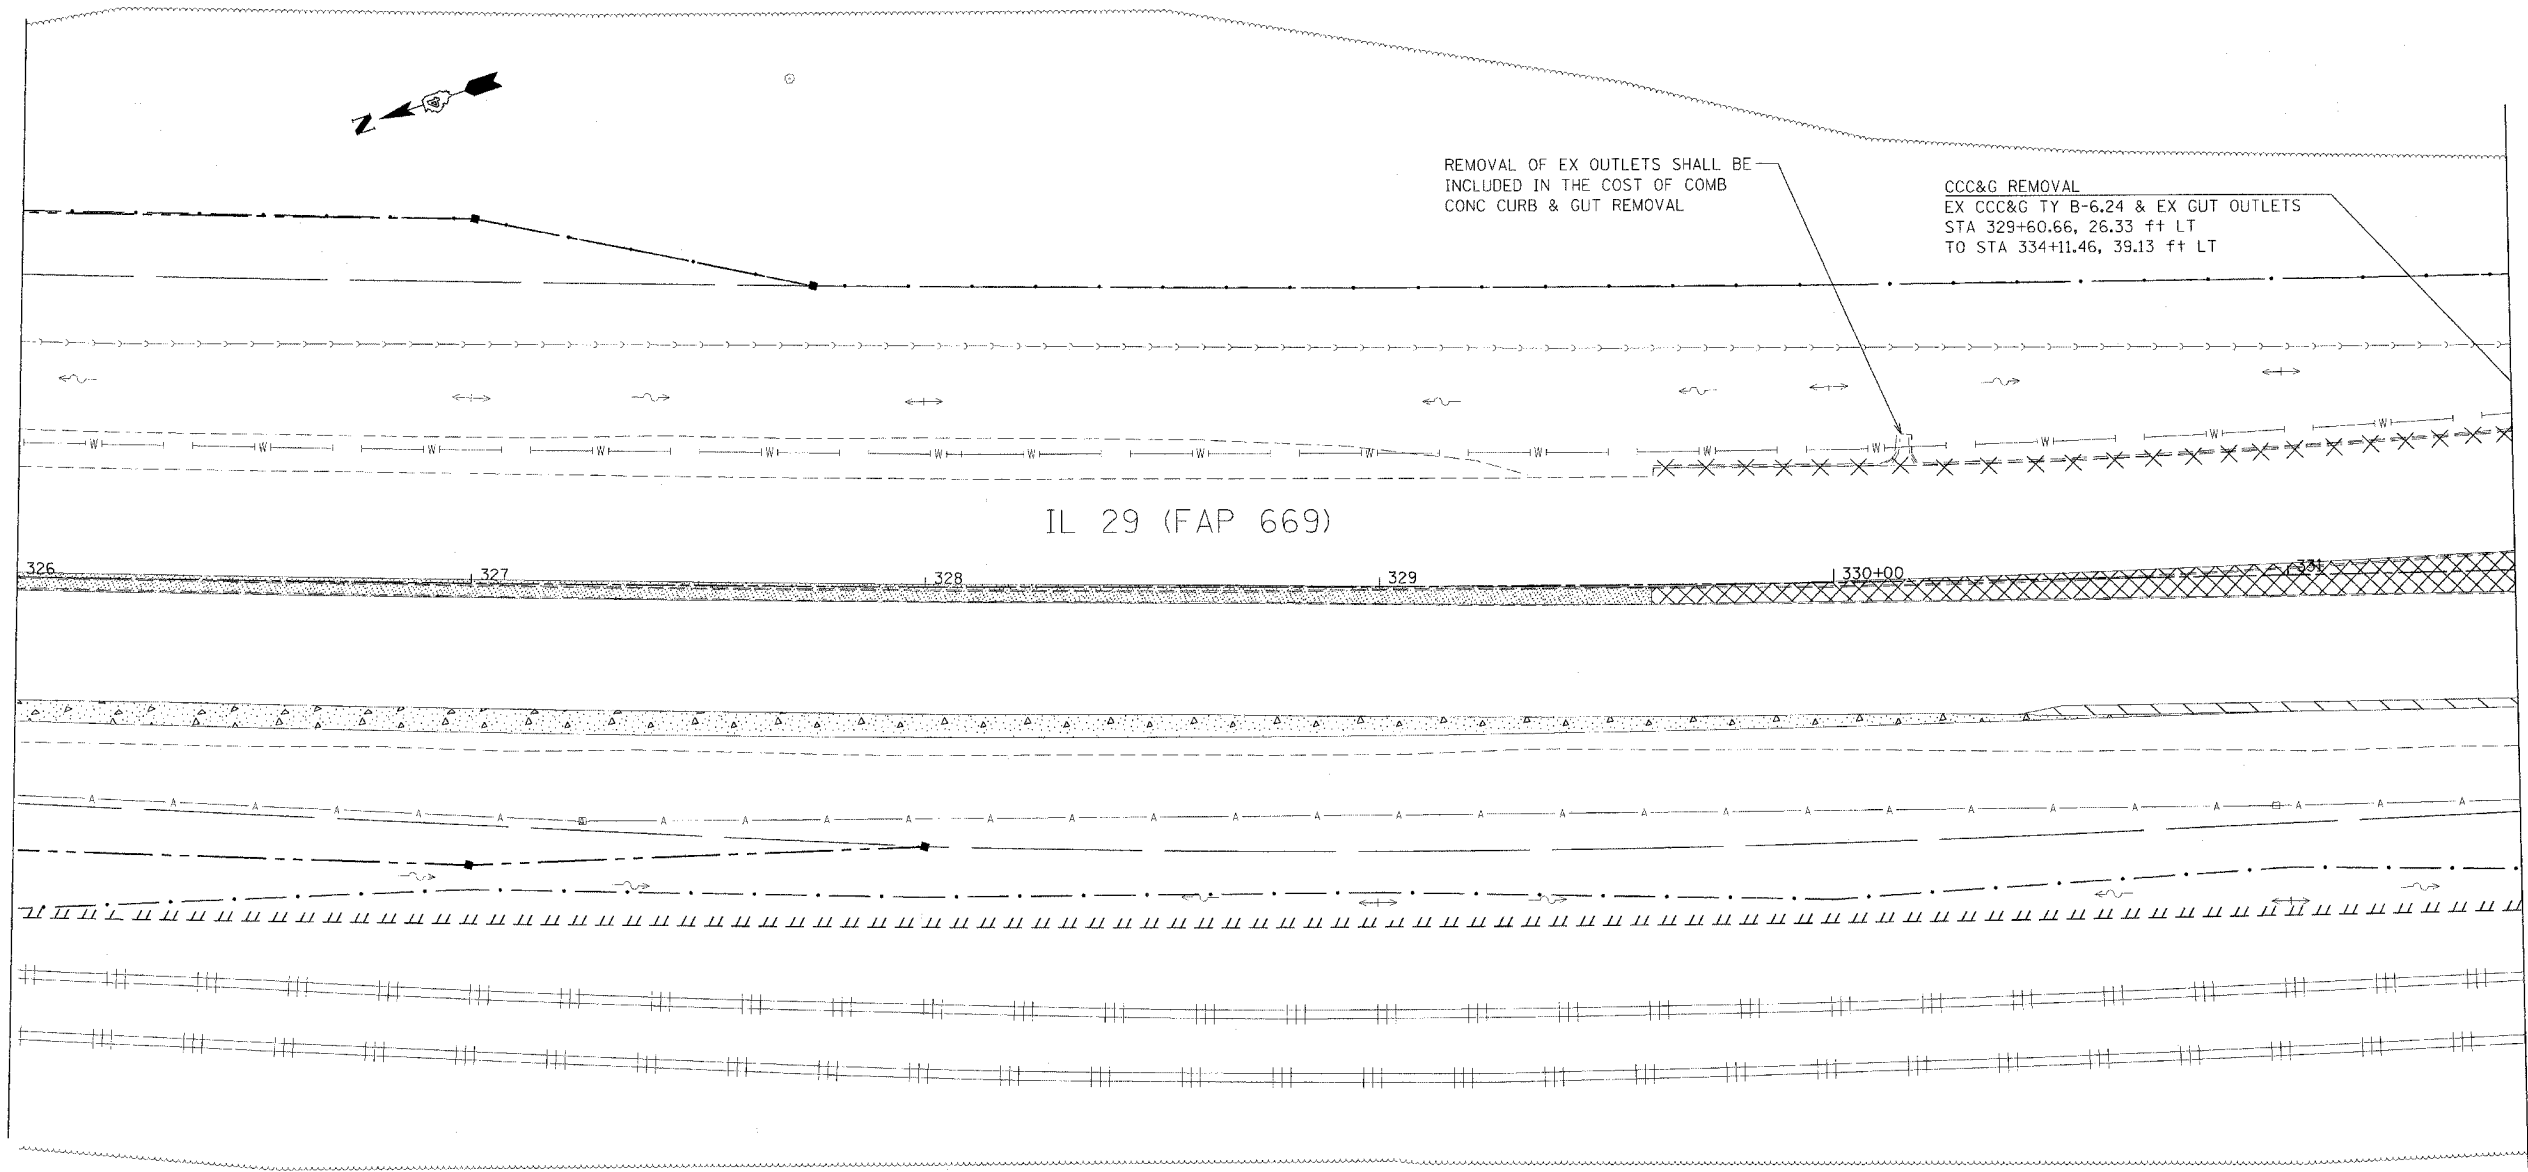 N
REMOVAL OF EX OUTLETS SHALL BE
INCLUDED IN THE COST OF COMB
CONC CURB & GUT REMOVAL
CCC&G REMOVAL
EX CCC&G TY B-6.24 & EX GUT OUTLETS
STA 329+60.66, 26.33 ft LT
TO STA 334+11.46, 39.13 ft LT
W W W W W W W W W W W W W W W
IL 29 (FAP 669)
326 327 328 329 330+00 331
A A A A A A A A A A A A A A A A A A A A A A A A A A A A A